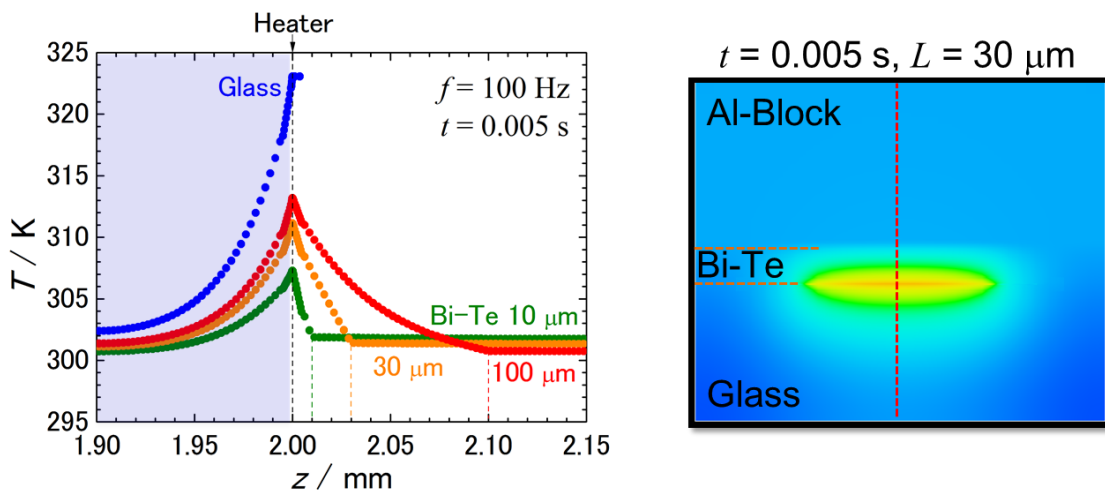 Heater
325
320
315
310
305
300
295
T / K
Glass
f = 100 Hz
t = 0.005 s
Bi-Te 10 μm
30 μm
100 μm
1.90 1.95 2.00 2.05 2.10 2.15
z / mm
t = 0.005 s, L = 30 μm
Al-Block
Bi-Te
Glass